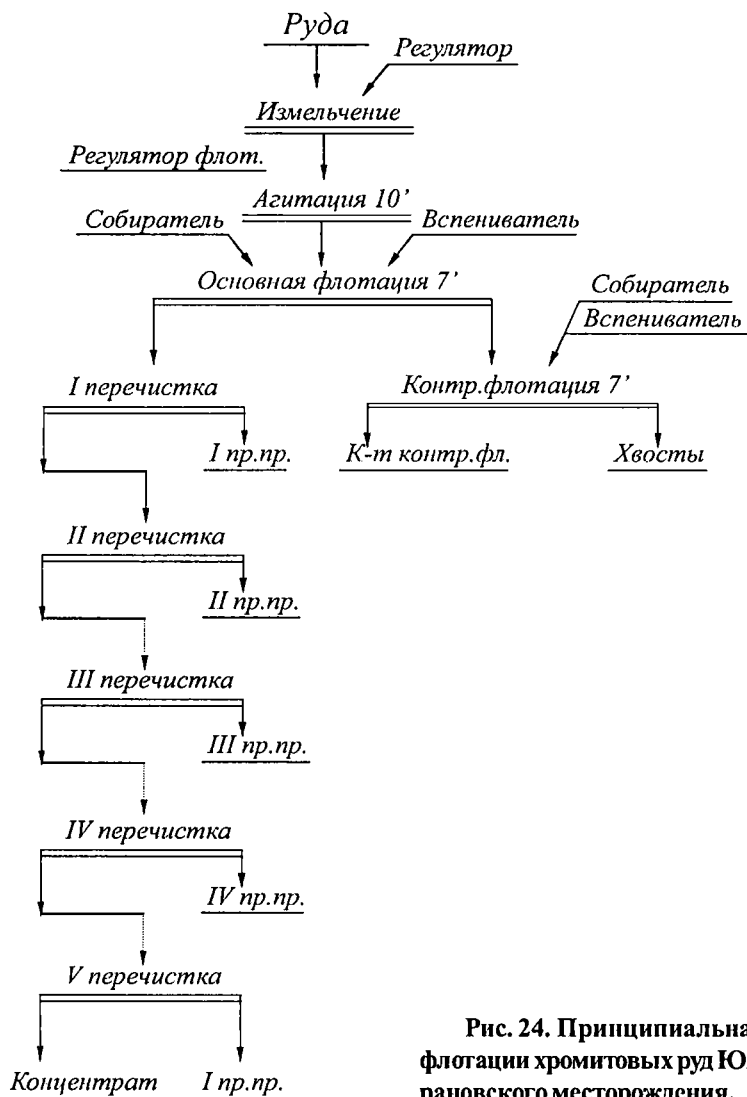 Руда
Регулятор
Измельчение
Регулятор флот.
Агитация 10'
Собиратель
Вспениватель
Основная флотация 7'
Собиратель
Вспениватель
I перечистка
Контр.флотация 7'
I пр.пр.
К-т контр.фл.
Хвосты
II перечистка
II пр.пр.
III перечистка
III пр.пр.
IV перечистка
IV пр.пр.
V перечистка
Концентрат
I пр.пр.
Рис. 24. Принципиальна
флотации хромитовых руд
рановского месторождения.